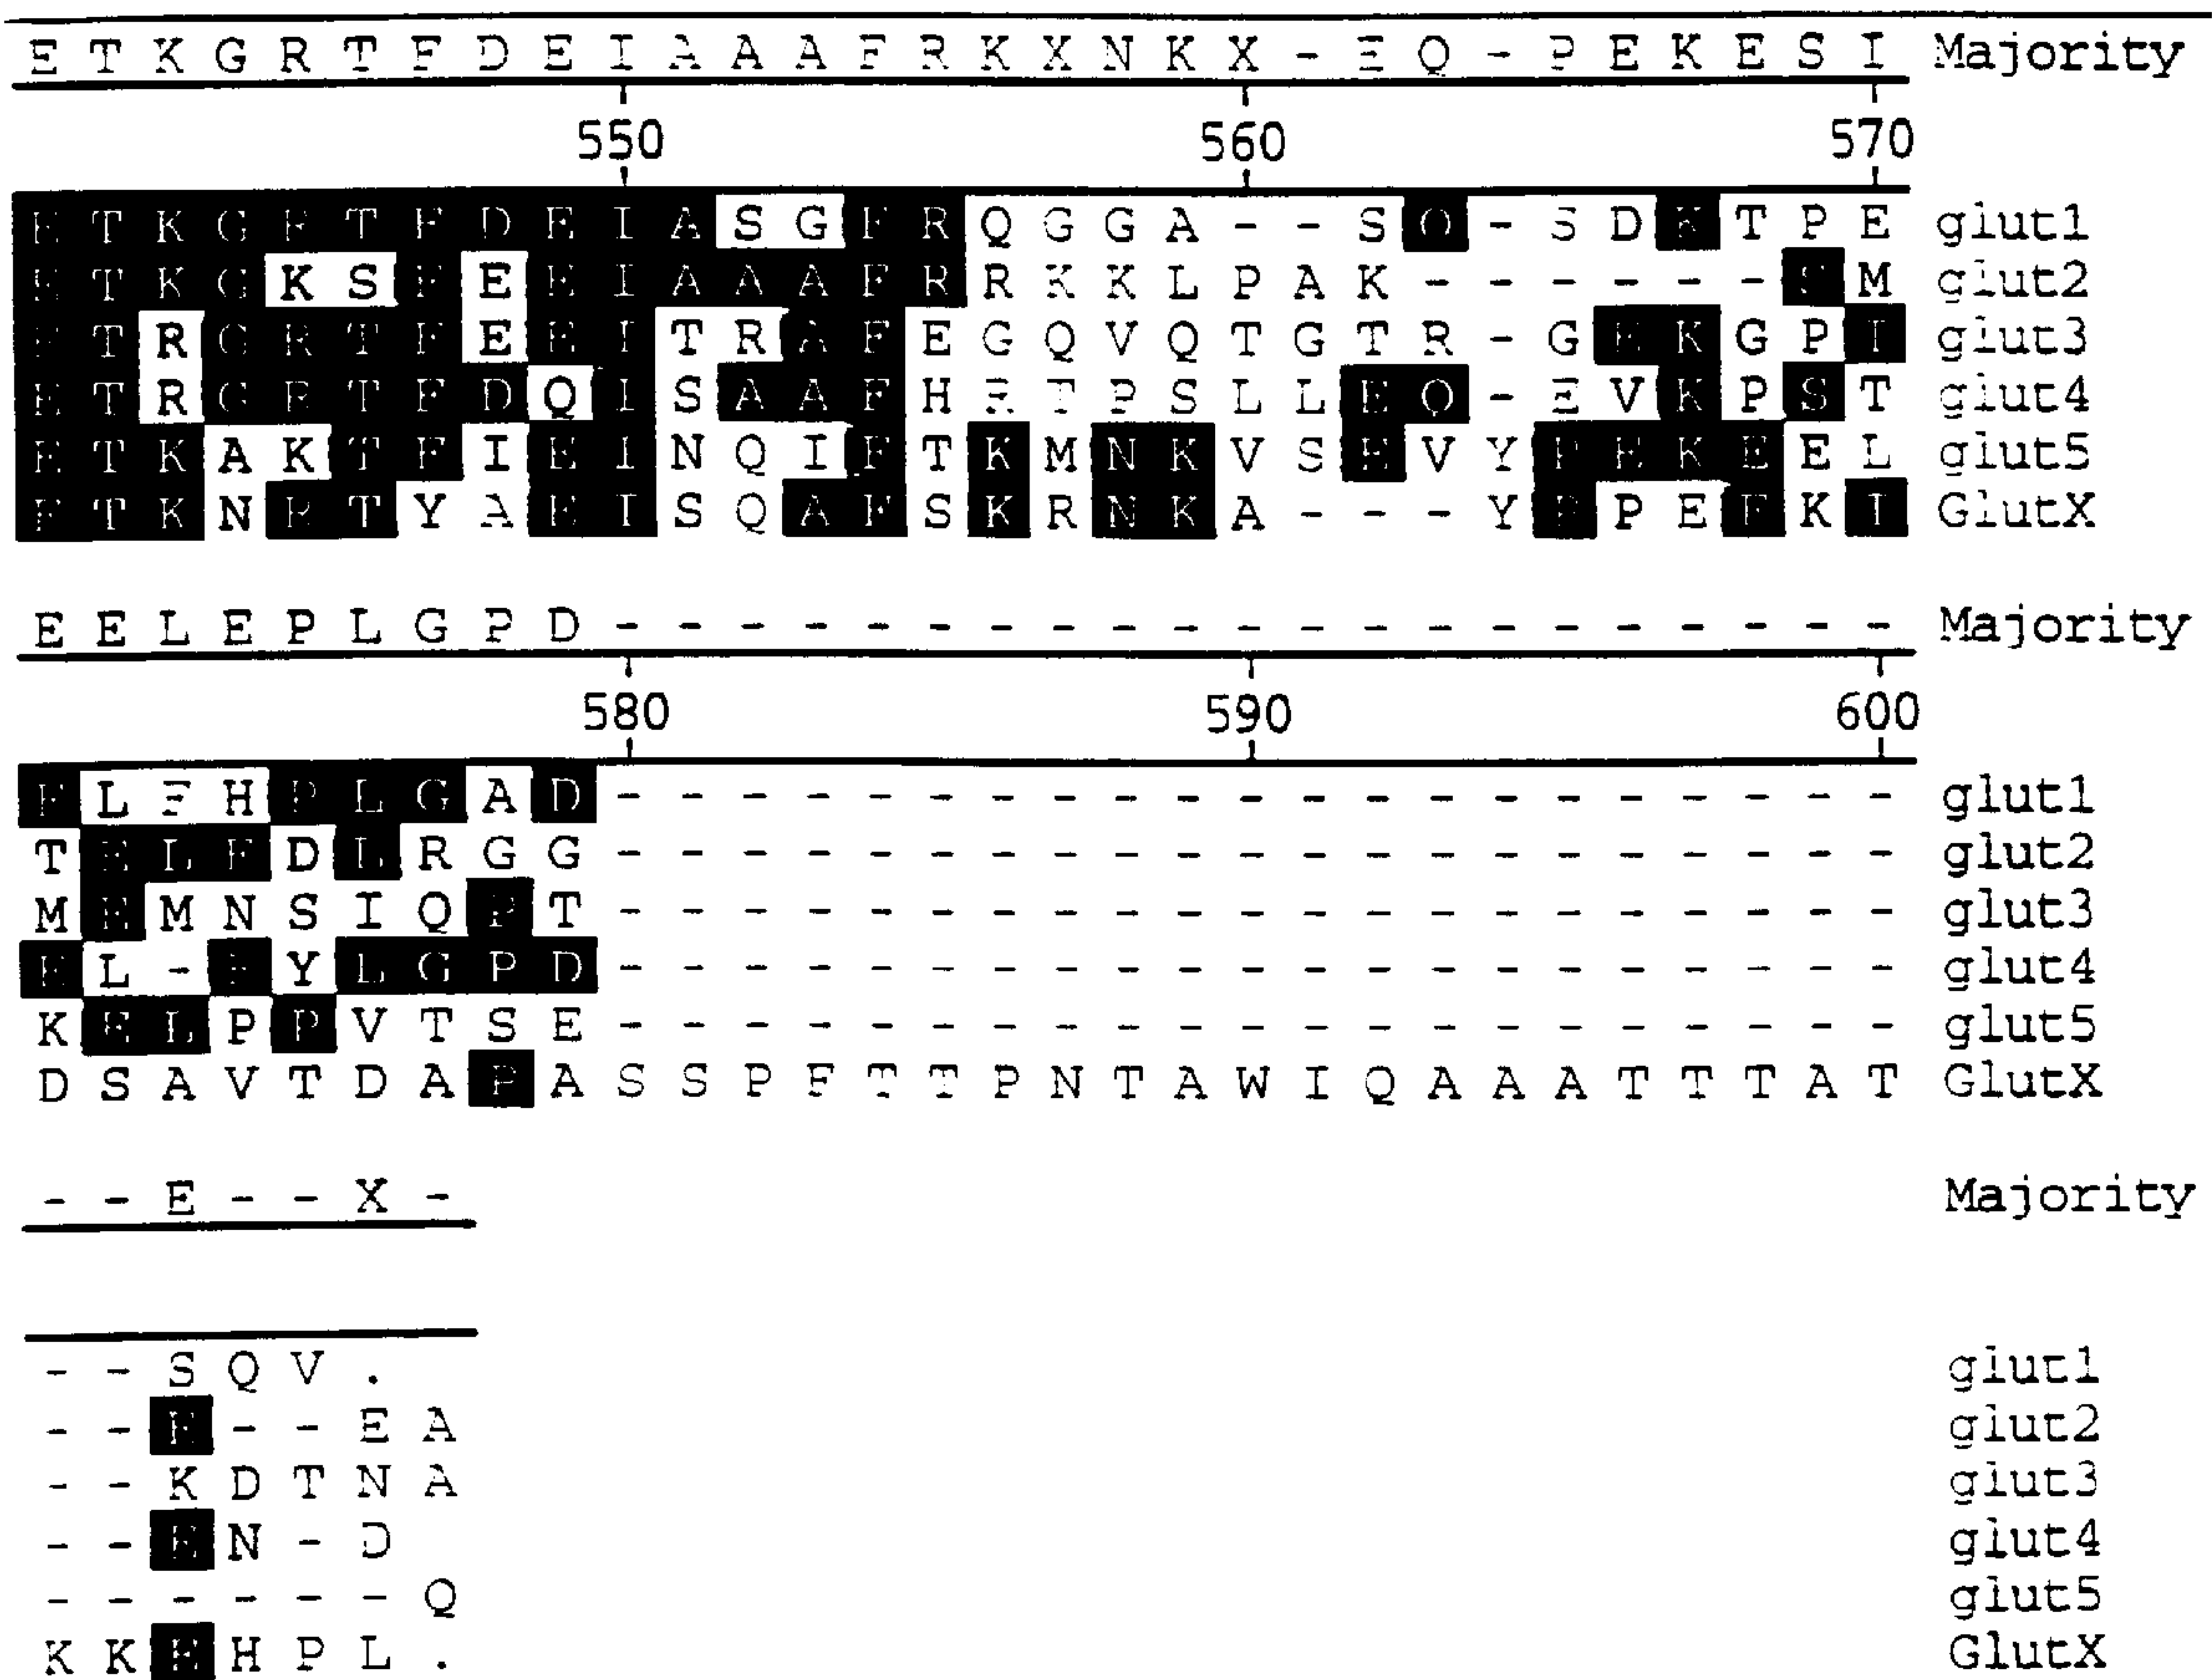 E T K G R T F D E I A A A F R K X N K X - E Q - P E K E S I Majority
550 560 570
E T K G R T F D E I A S G F R Q G G A - - S Q - S D K T P E glut1
E T K G K S F E E I A A A F R R K K L P A K - - - - - - S M glut2
E T R G R T F E E I T R A F E G Q V Q T G T R - G E K G P I glut3
E T R G R T F D Q I S A A F H R T P S L L E Q - E V K P S T glut4
E T K A K T F I E I N Q I F T K M N K V S E V Y P E K E E L glut5
E T K N R T Y A E I S Q A F S K R N K A - - - Y P P E E K I GlutX
E E L E P L G P D - - - - - - - - - - - - - - - - - - - - - Majority
580 590 600
E L F H P L G A D - - - - - - - - - - - - - - - - - - - - - glut1
T E L E D L R G G - - - - - - - - - - - - - - - - - - - - - glut2
M E M N S I Q P T - - - - - - - - - - - - - - - - - - - - - glut3
E L - E Y L G P D - - - - - - - - - - - - - - - - - - - - - glut4
K E L P P V T S E - - - - - - - - - - - - - - - - - - - - - glut5
D S A V T D A P A S S P F T T P N T A W I Q A A A T T T A T GlutX
- - E - - X - Majority
- - S Q V . glut1
- - E - - E A glut2
- - K D T N A glut3
- - E N - D glut4
- - - - - - Q glut5
K K E H P L . GlutX